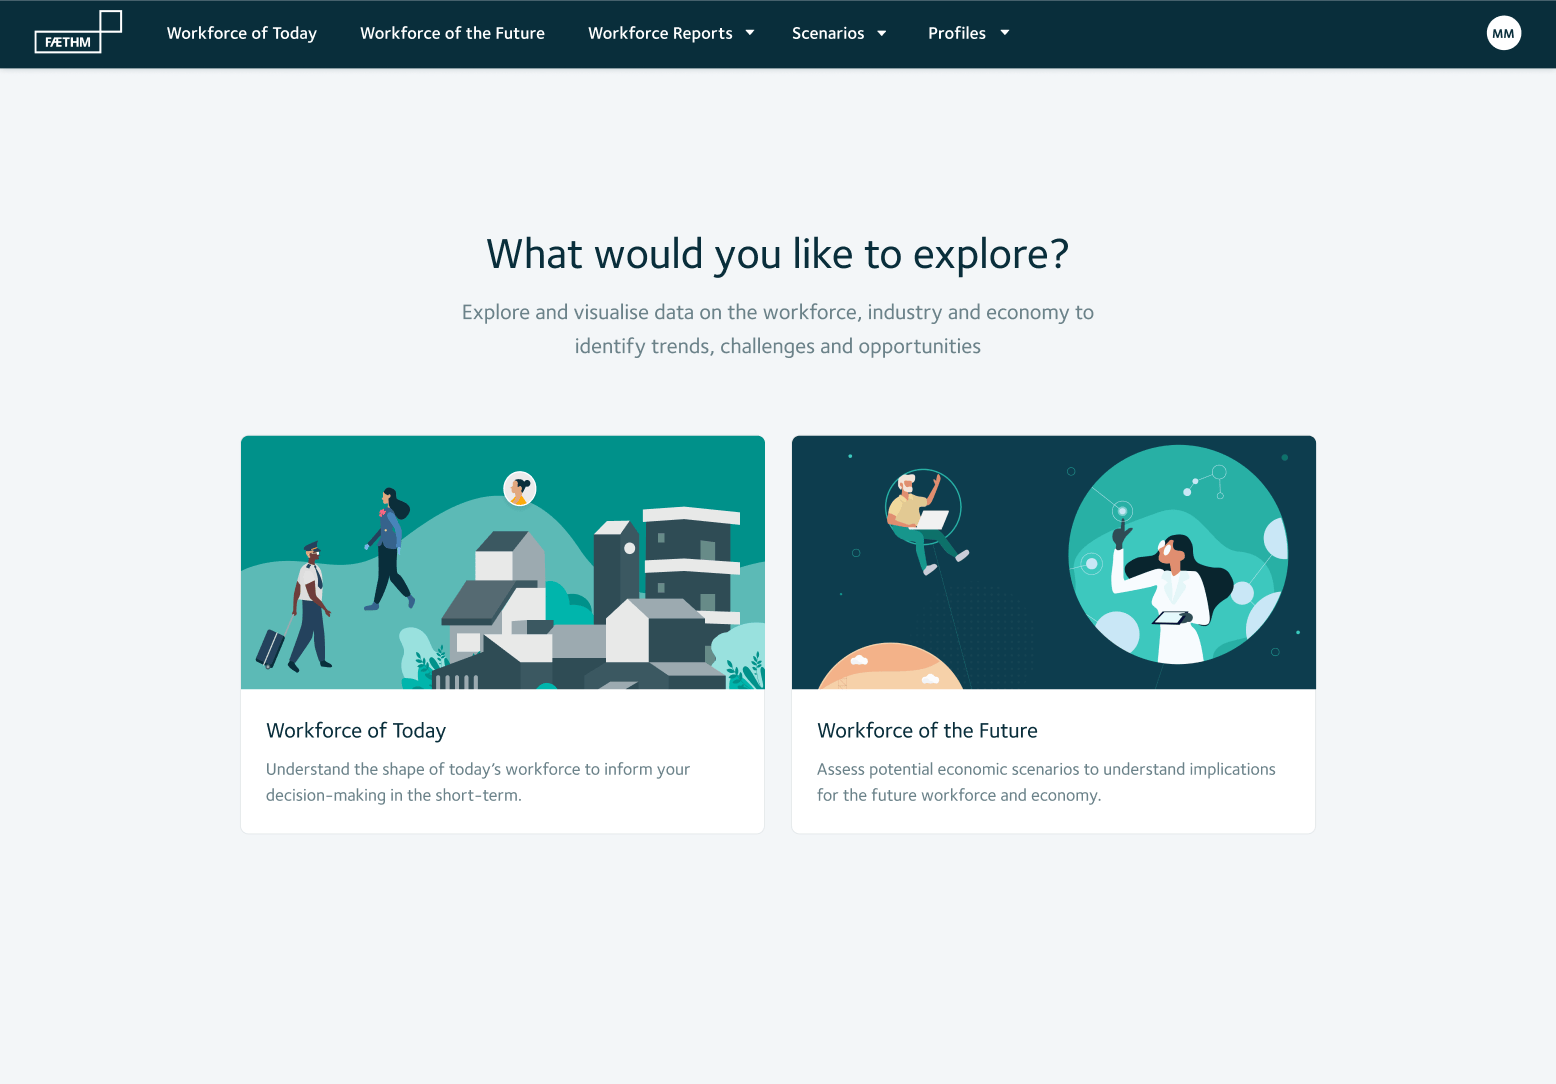 FÆTHM
Workforce of Today
Workforce of the Future
Workforce Reports
Scenarios
Profiles
MM
What would you like to explore?
Explore and visualise data on the workforce, industry and economy to
identify trends, challenges and opportunities
Workforce of Today
Understand the shape of today’s workforce to inform your
decision-making in the short-term.
Workforce of the Future
Assess potential economic scenarios to understand implications
for the future workforce and economy.